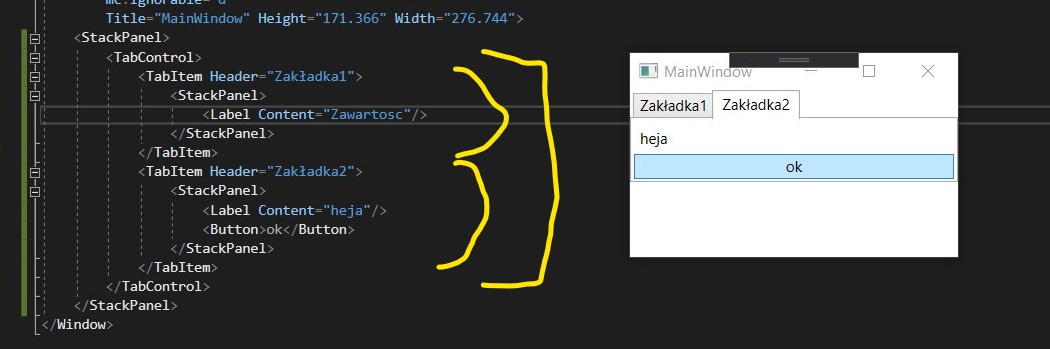 mc:Ignorable="d"
Title="MainWindow" Height="171.366" Width="276.744">
<StackPanel>
<TabControl>
<TabItem Header="Zakładka1">
<StackPanel>
<Label Content="Zawartosc"/>
</StackPanel>
</TabItem>
<TabItem Header="Zakładka2">
<StackPanel>
<Label Content="heja"/>
<Button>ok</Button>
</StackPanel>
</TabItem>
</TabControl>
</StackPanel>
</Window>
MainWindow
Zakładka1 Zakładka2
heja
ok